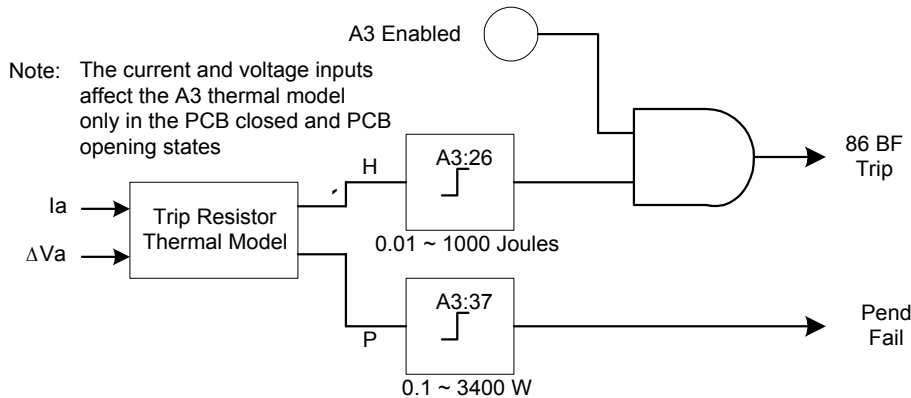 A3 Enabled
Note: The current and voltage inputs
affect the A3 thermal model
only in the PCB closed and PCB
opening states
86 BF
Trip
H
A3:26
0.01 ~ 1000 Joules
Ia
ΔVa
Trip Resistor
Thermal Model
A3:37
P
0.1 ~ 3400 W
Pend
Fail